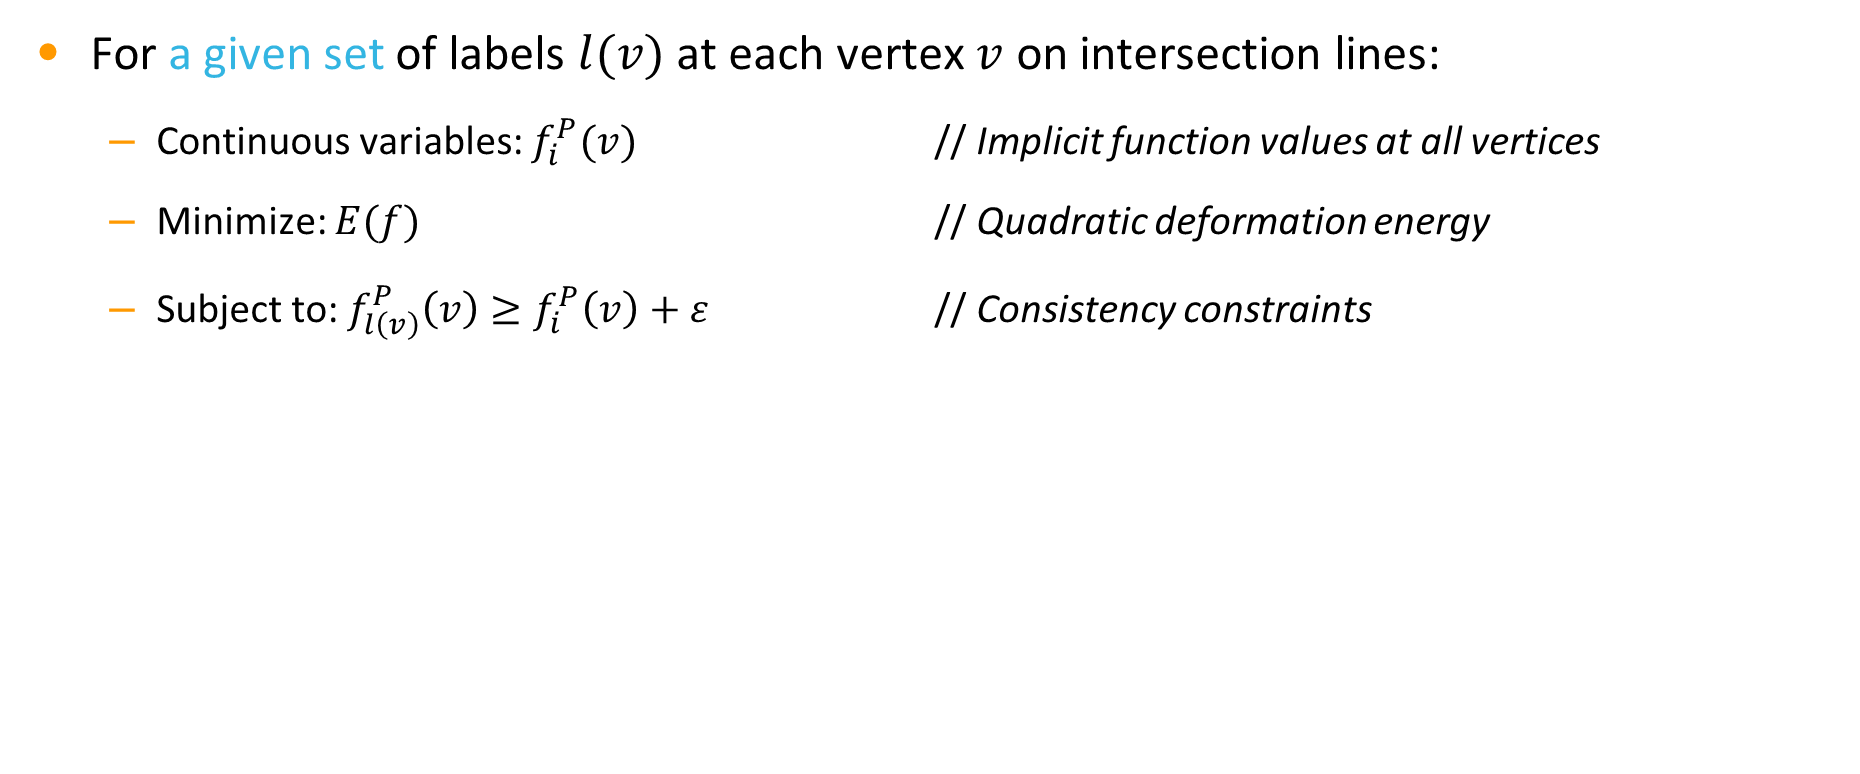 • For a given set of labels l(v) at each vertex v on intersection lines:
– Continuous variables: f_i^P(v) // Implicit function values at all vertices
– Minimize: E(f) // Quadratic deformation energy
– Subject to: f_{l(v)}^P(v) ≥ f_i^P(v) + ε // Consistency constraints